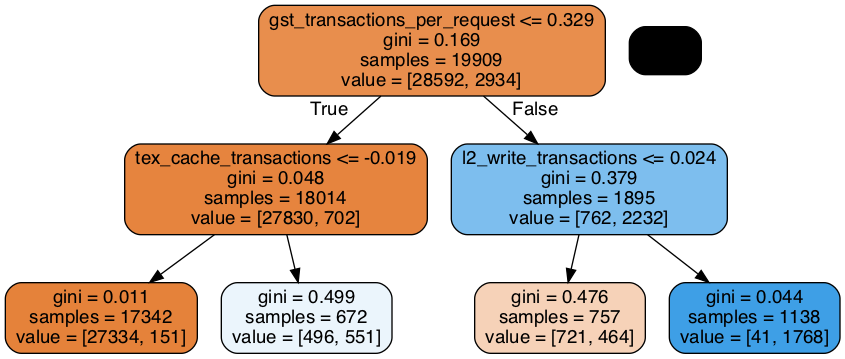 gst_transactions_per_request <= 0.329
gini = 0.169
samples = 19909
value = [28592, 2934]
True
False
tex_cache_transactions <= -0.019
gini = 0.048
samples = 18014
value = [27830, 702]
l2_write_transactions <= 0.024
gini = 0.379
samples = 1895
value = [762, 2232]
gini = 0.011
samples = 17342
value = [27334, 151]
gini = 0.499
samples = 672
value = [496, 551]
gini = 0.476
samples = 757
value = [721, 464]
gini = 0.044
samples = 1138
value = [41, 1768]